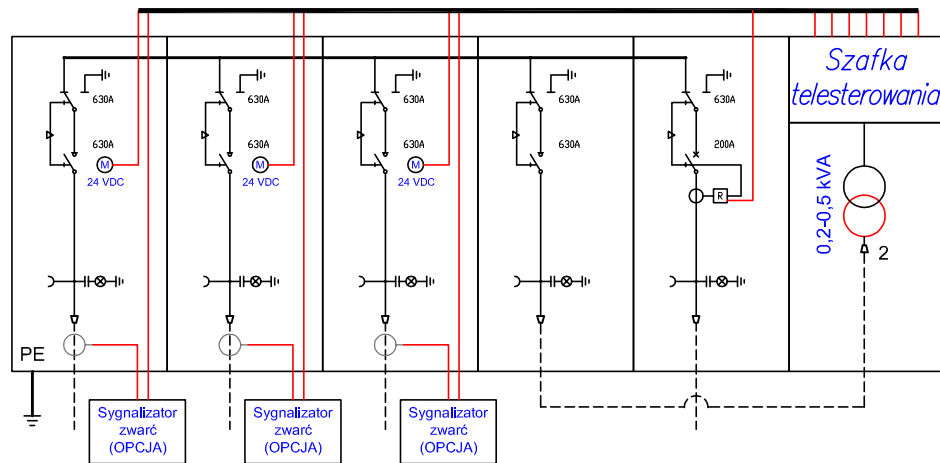 630A
630A
630A
630A
630A
Szafka
telesterowania
630A
630A
630A
630A
200A
M
M
M
24 VDC
24 VDC
24 VDC
R
0,2-0,5 kVA
2
PE
Sygnalizator
zwarć
(OPCJA)
Sygnalizator
zwarć
(OPCJA)
Sygnalizator
zwarć
(OPCJA)